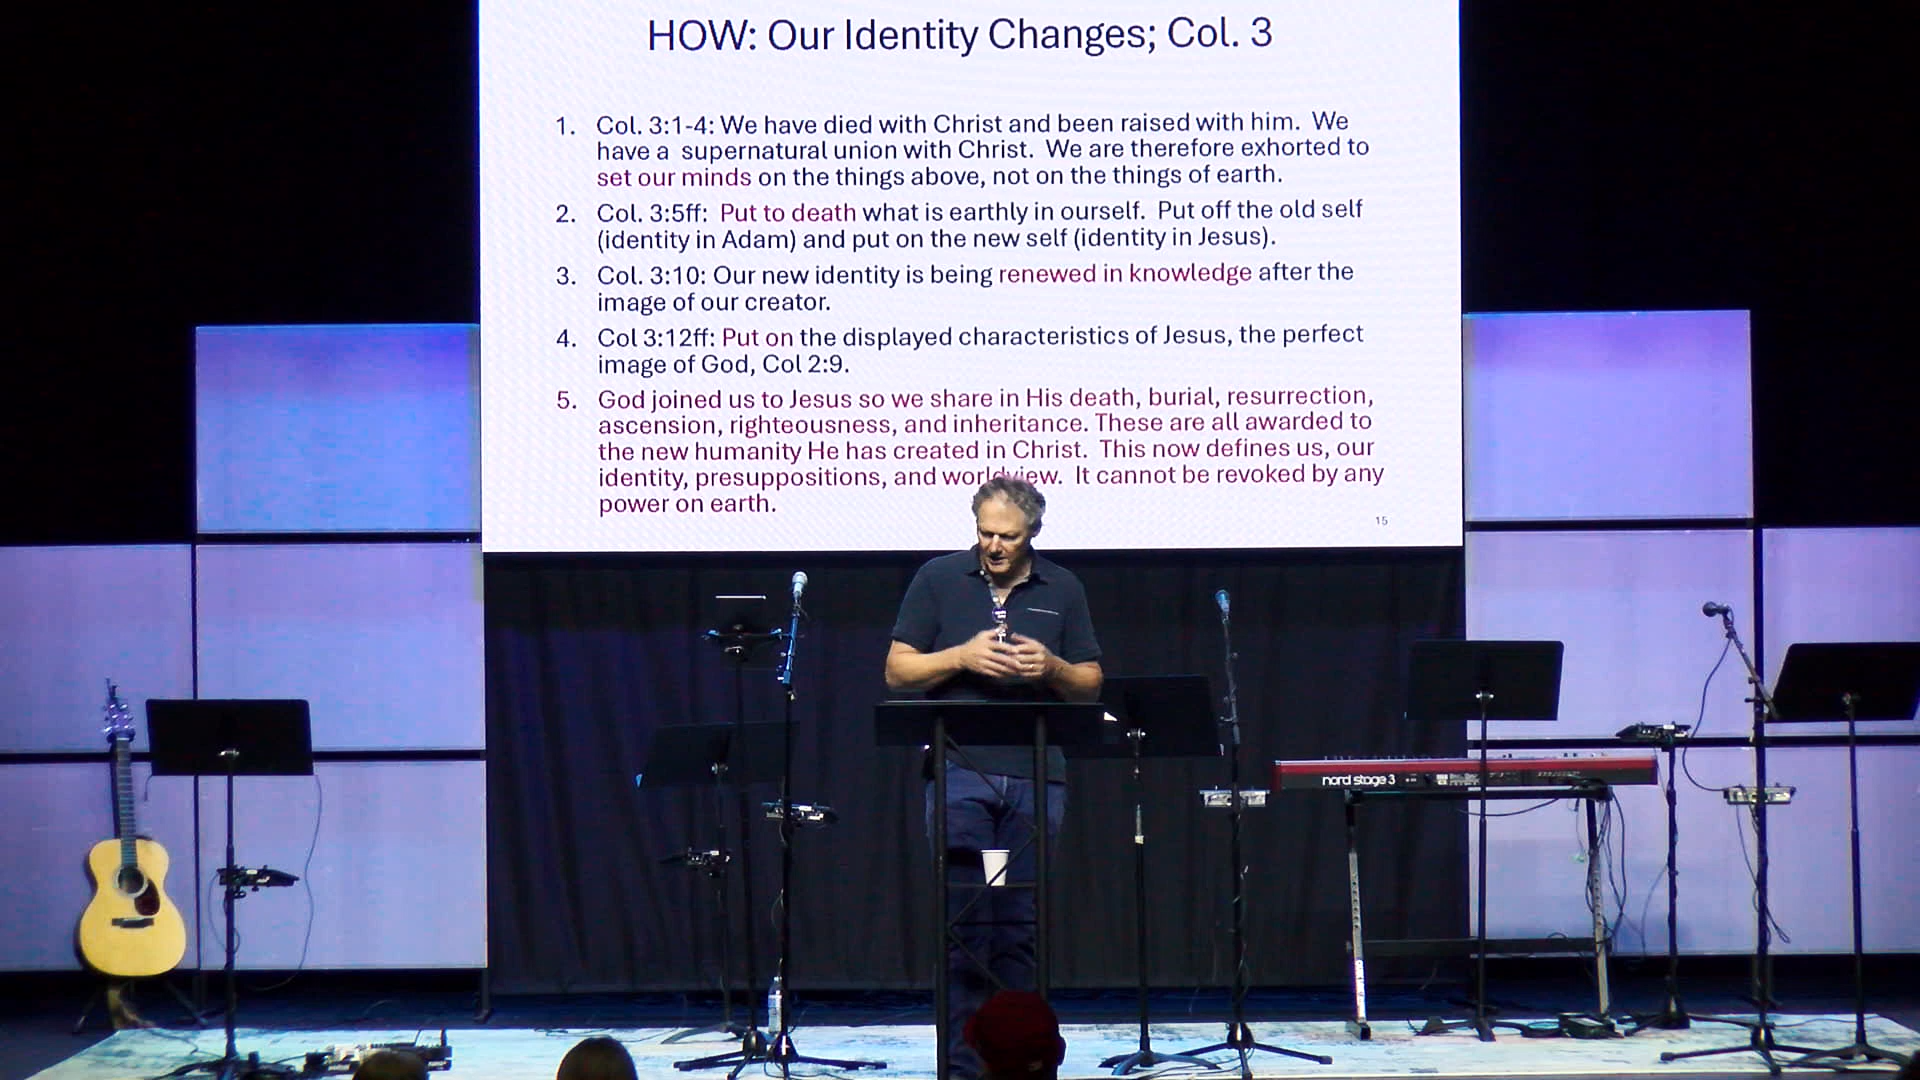 HOW: Our Identity Changes; Col. 3
1. Col. 3:1-4: We have died with Christ and been raised with him. We
have a supernatural union with Christ. We are therefore exhorted to
set our minds on the things above, not on the things of earth.
2. Col. 3:5ff: Put to death what is earthly in ourself. Put off the old self
(identity in Adam) and put on the new self (identity in Jesus).
3. Col. 3:10: Our new identity is being renewed in knowledge after the
image of our creator.
4. Col 3:12ff: Put on the displayed characteristics of Jesus, the perfect
image of God, Col 2:9.
5. God joined us to Jesus so we share in His death, burial, resurrection,
ascension, righteousness, and inheritance. These are all awarded to
the new humanity He has created in Christ. This now defines us, our
identity, presuppositions, and worldview. It cannot be revoked by any
power on earth.
15
nord stage 3